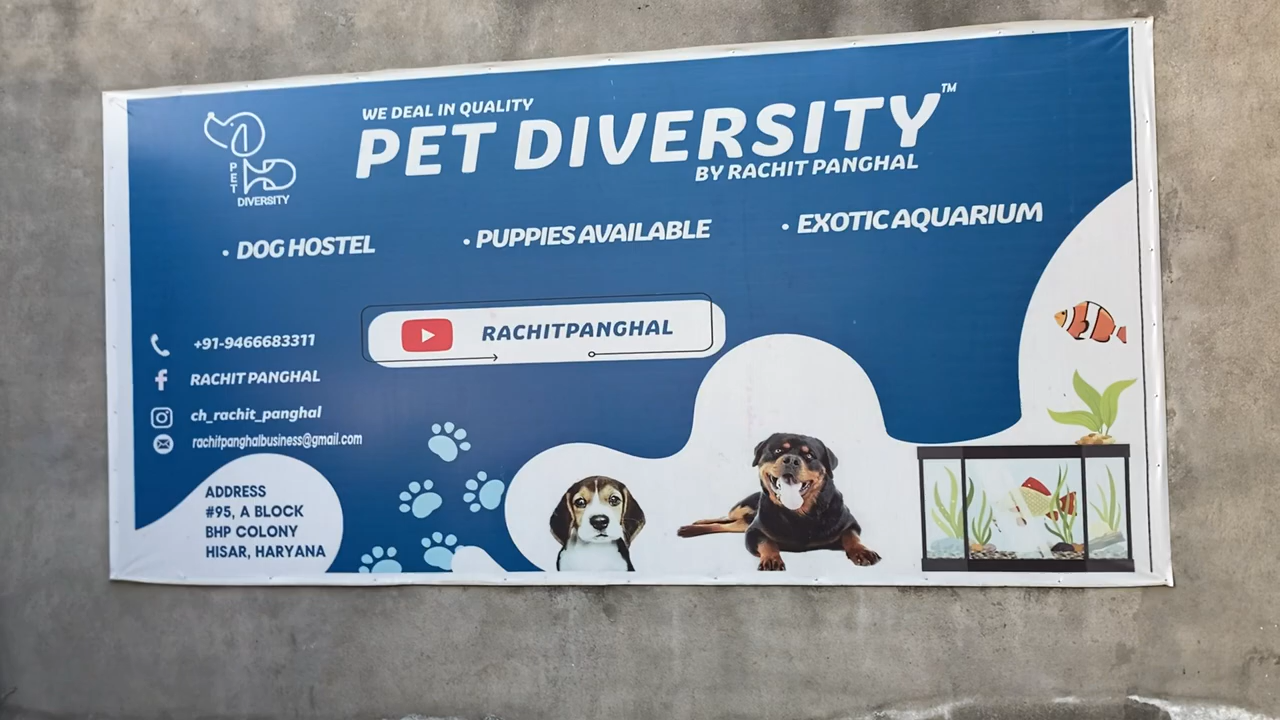 PET
DIVERSITY
WE DEAL IN QUALITY
PET DIVERSITY™
BY RACHIT PANGHAL
• DOG HOSTEL
• PUPPIES AVAILABLE
• EXOTIC AQUARIUM
RACHITPANGHAL
+91-9466683311
RACHIT PANGHAL
ch_rachit_panghal
rachitpanghalbusiness@gmail.com
ADDRESS
#95, A BLOCK
BHP COLONY
HISAR, HARYANA